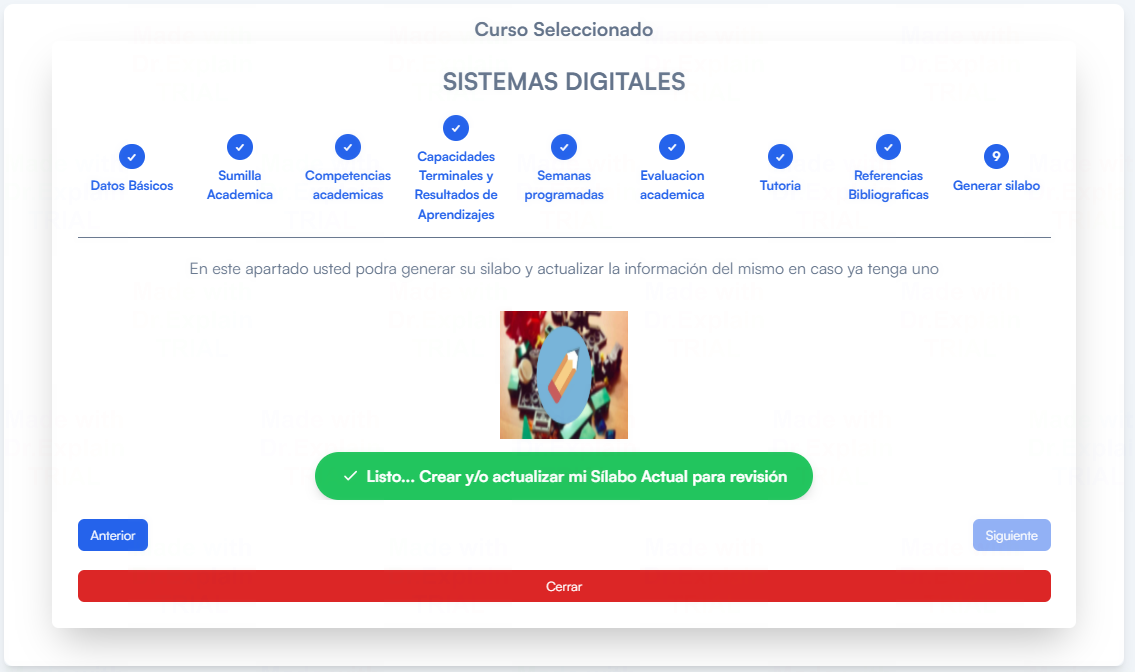 Curso Seleccionado
SISTEMAS DIGITALES
Datos Básicos
Sumilla
Academica
Competencias
academicas
Capacidades
Terminales y
Resultados de
Aprendizajes
Semanas
programadas
Evaluacion
academica
Tutoria
Referencias
Bibliograficas
9
Generar silabo
En este apartado usted podra generar su silabo y actualizar la información del mismo en caso ya tenga uno
Listo... Crear y/o actualizar mi Sílabo Actual para revisión
Anterior
Siguiente
Cerrar